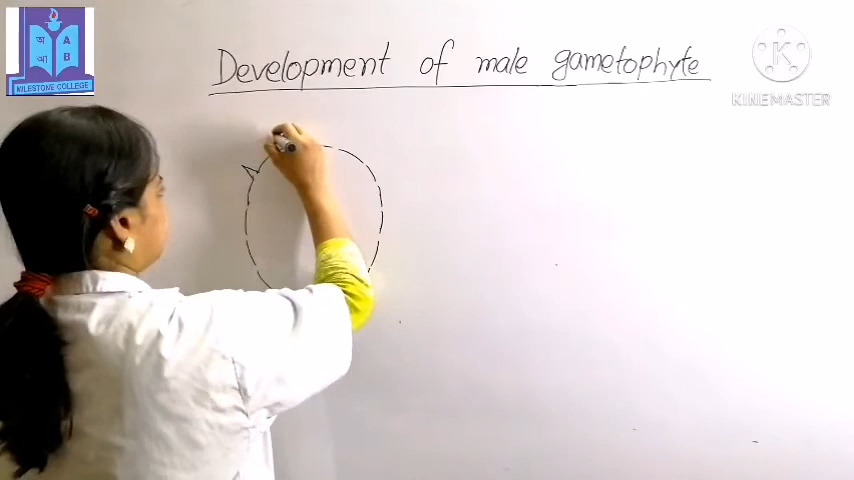 Development of male gametophyte
অ A
আ B
MILESTONE COLLEGE
K
KINEMASTER